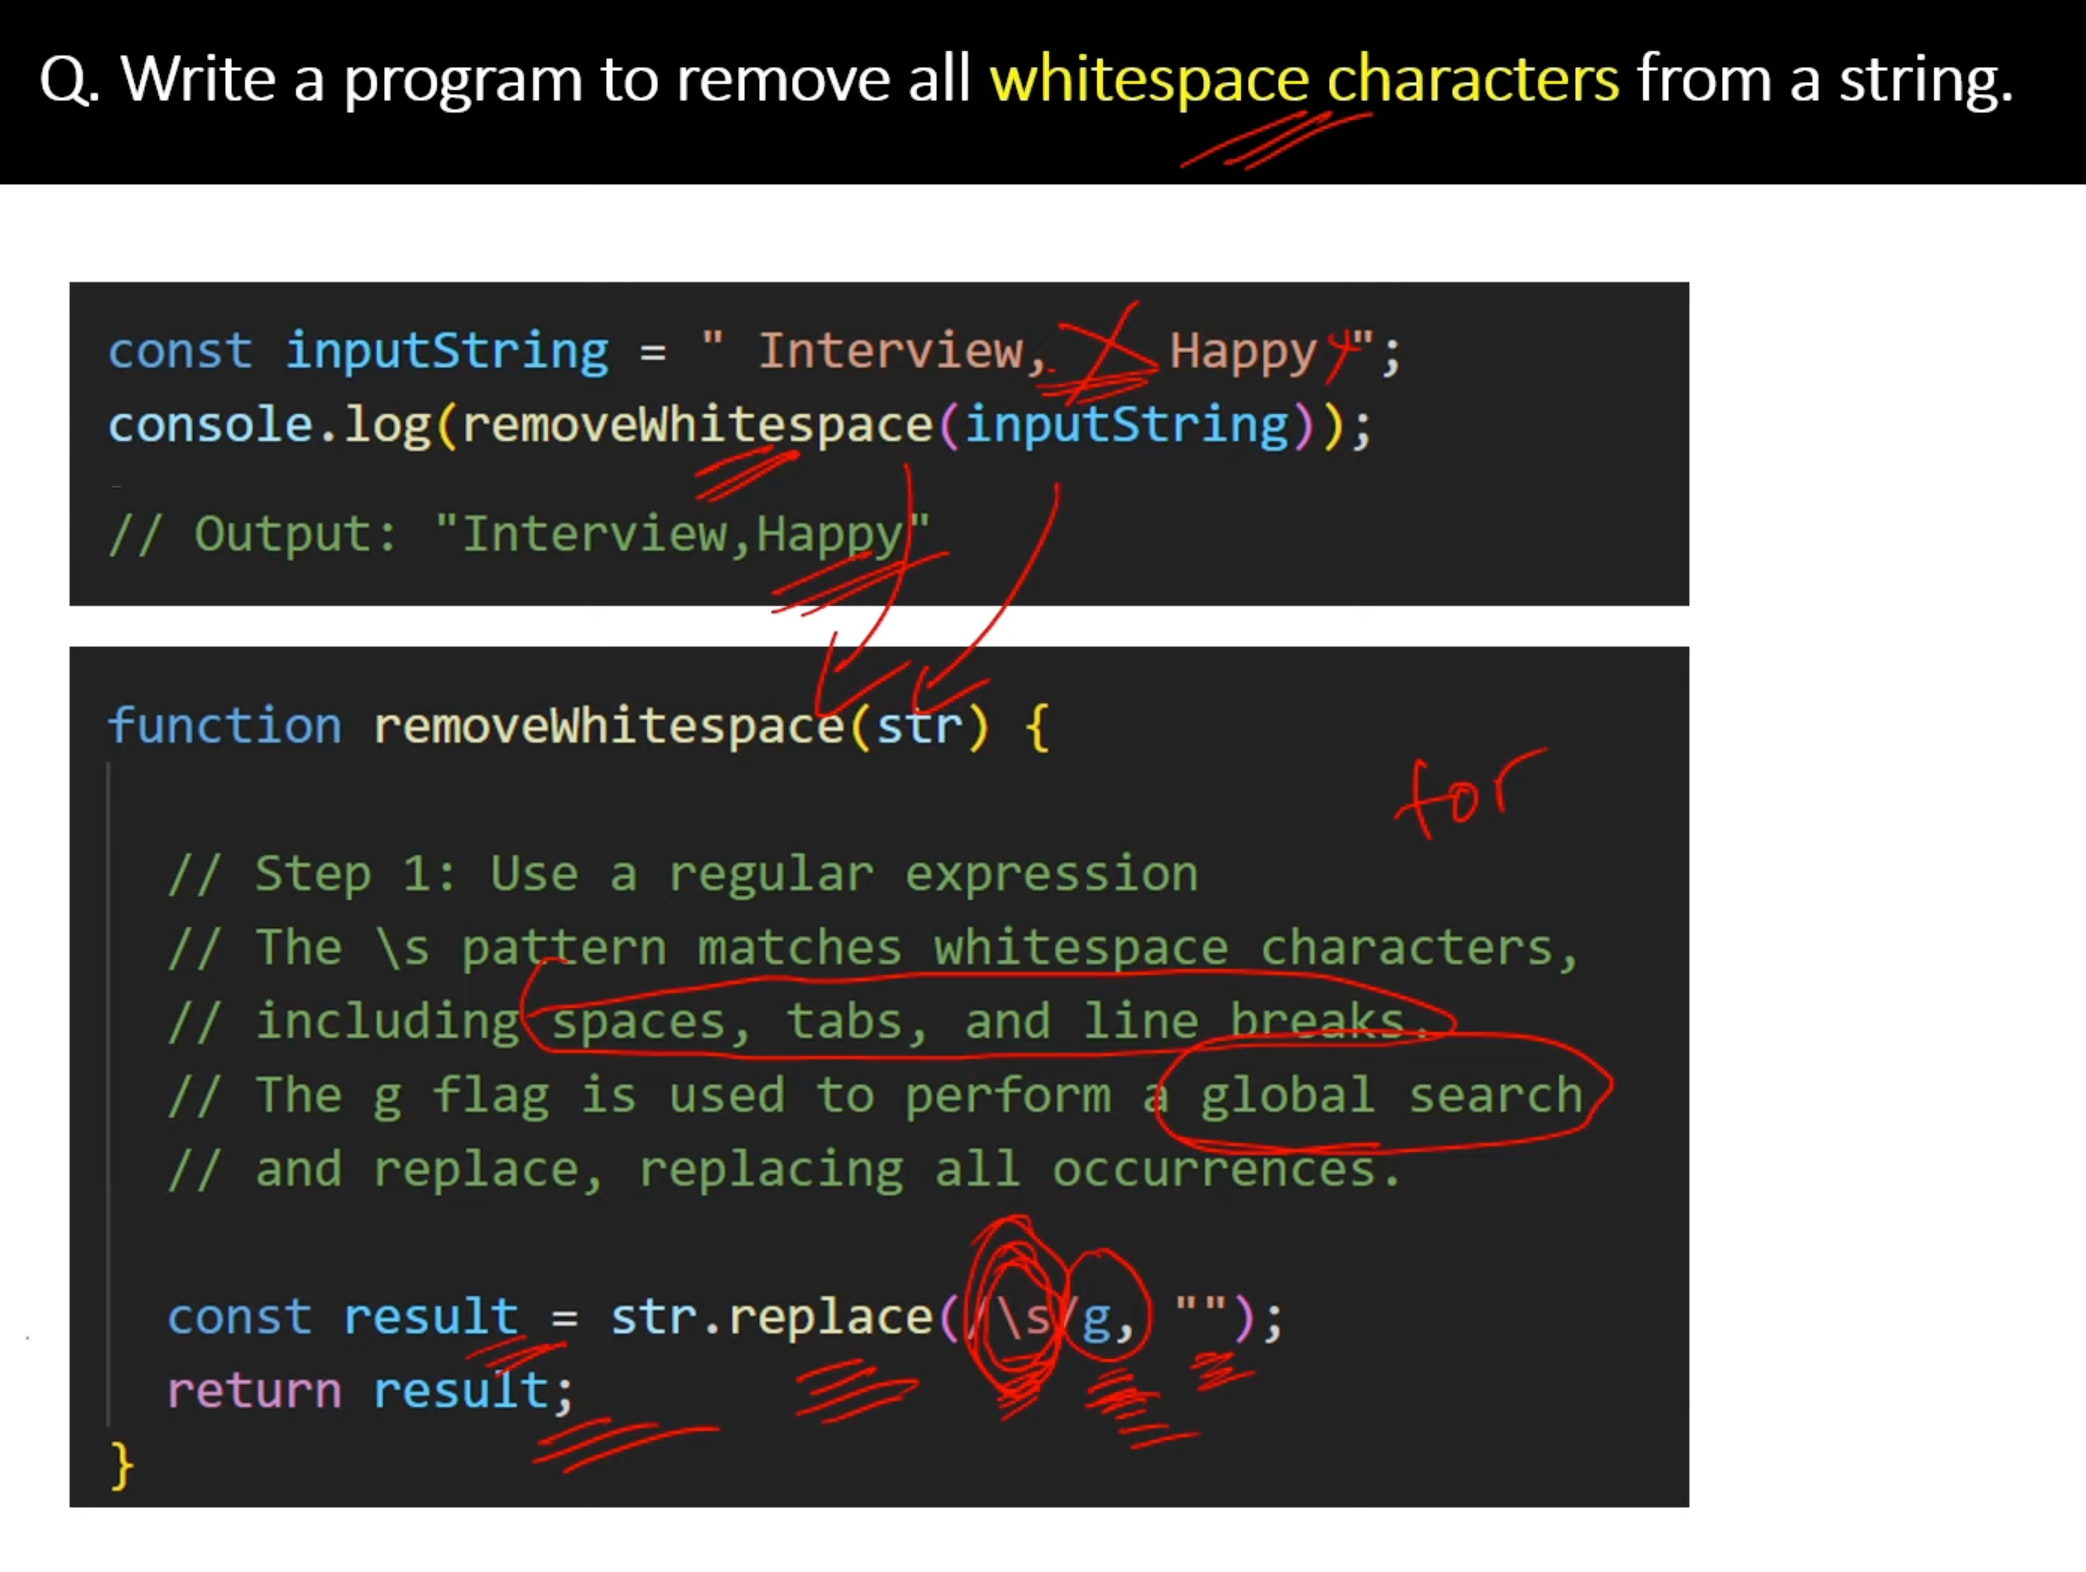 Q. Write a program to remove all whitespace characters from a string.
const inputString = " Interview,    Happy ";
console.log(removeWhitespace(inputString));
// Output: "Interview,Happy"
function removeWhitespace(str) {
for
// Step 1: Use a regular expression
// The \s pattern matches whitespace characters,
// including spaces, tabs, and line breaks.
// The g flag is used to perform a global search
// and replace, replacing all occurrences.
const result = str.replace(/\s/g, "");
return result;
}